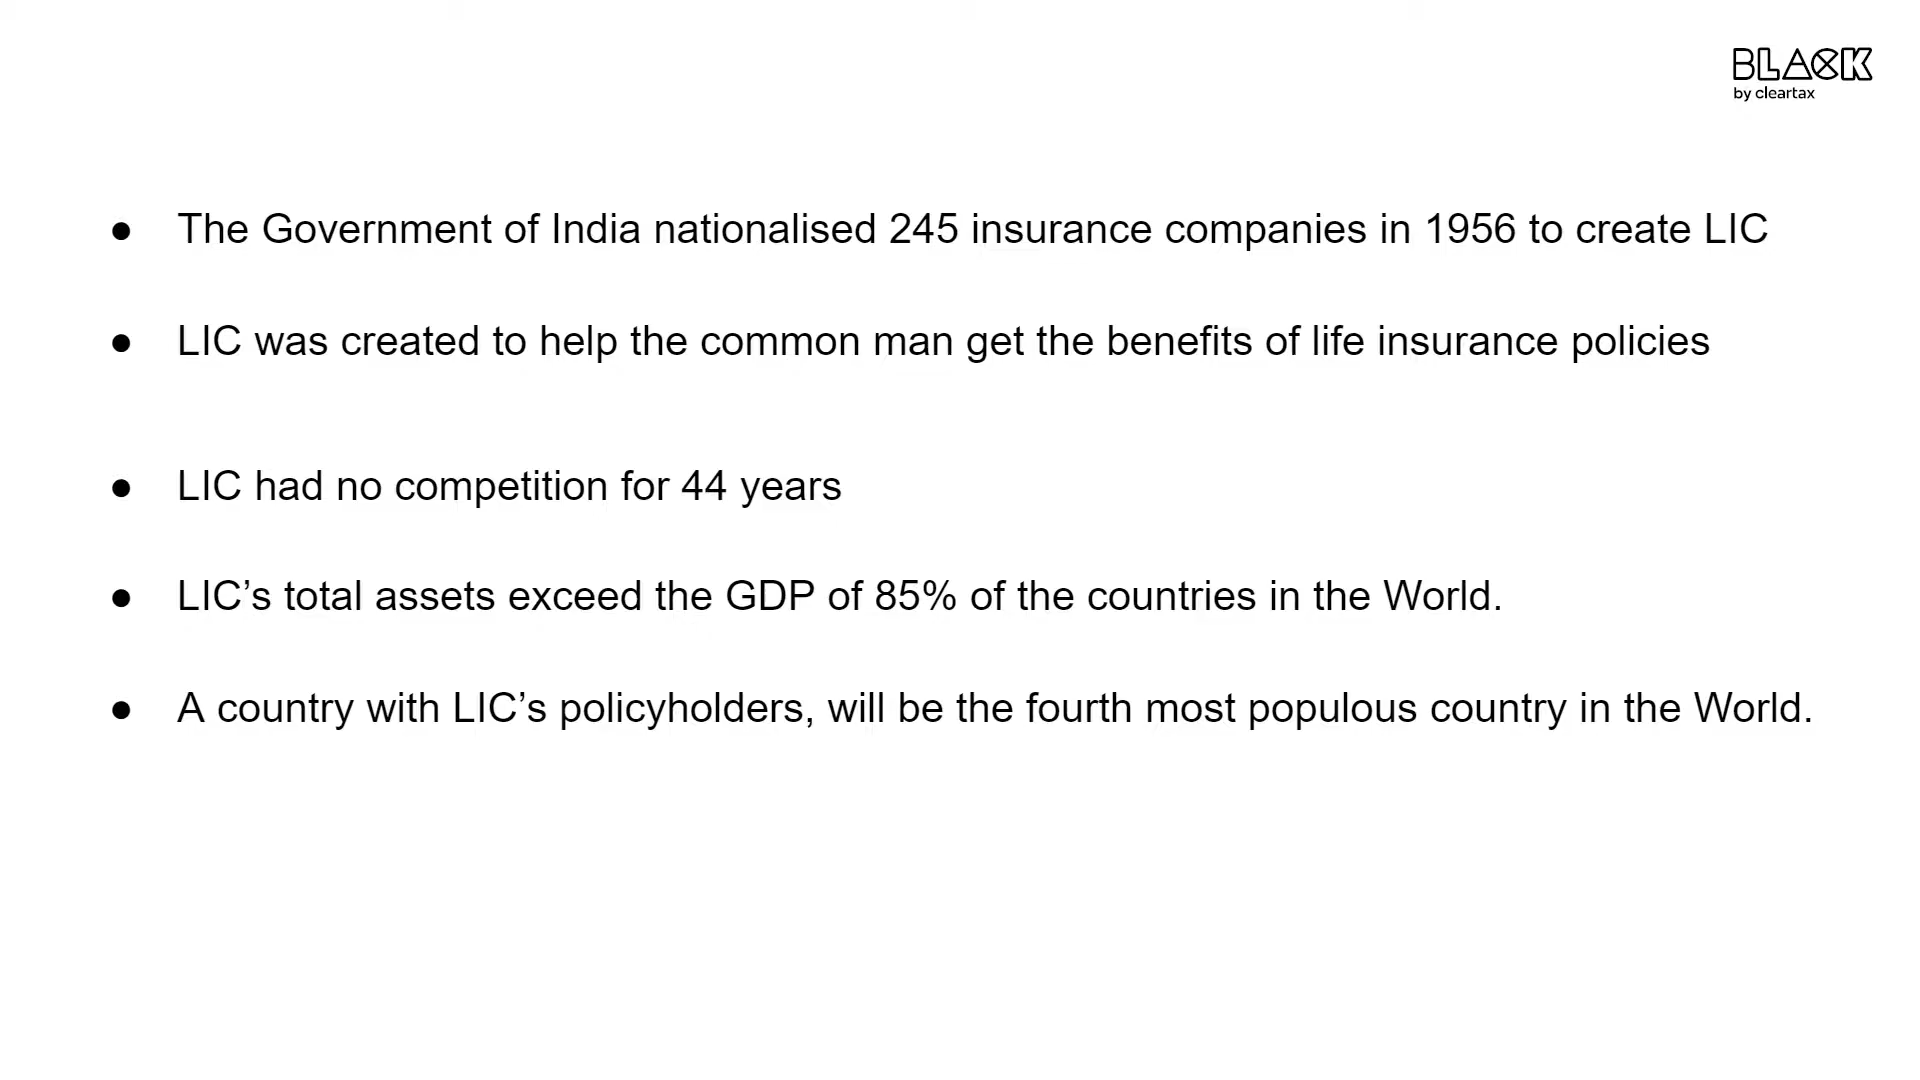 BLACK
by cleartax
● The Government of India nationalised 245 insurance companies in 1956 to create LIC
● LIC was created to help the common man get the benefits of life insurance policies
● LIC had no competition for 44 years
● LIC’s total assets exceed the GDP of 85% of the countries in the World.
● A country with LIC’s policyholders, will be the fourth most populous country in the World.